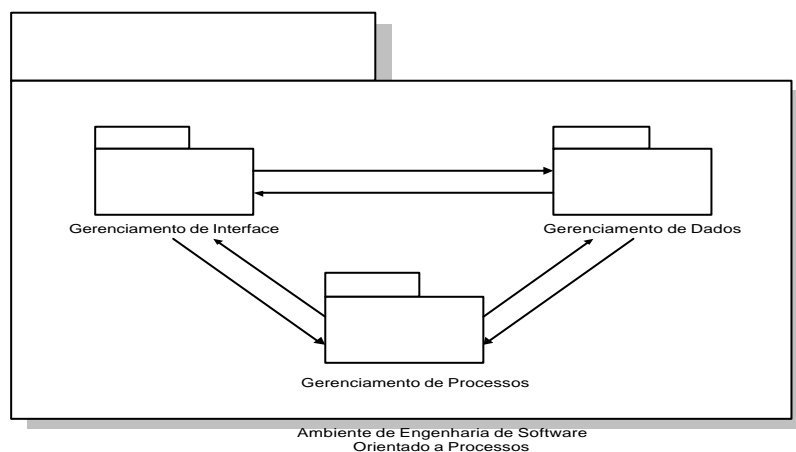 Gerenciamento de Interface
Gerenciamento de Dados
Gerenciamento de Processos
Ambiente de Engenharia de Software
Orientado a Processos